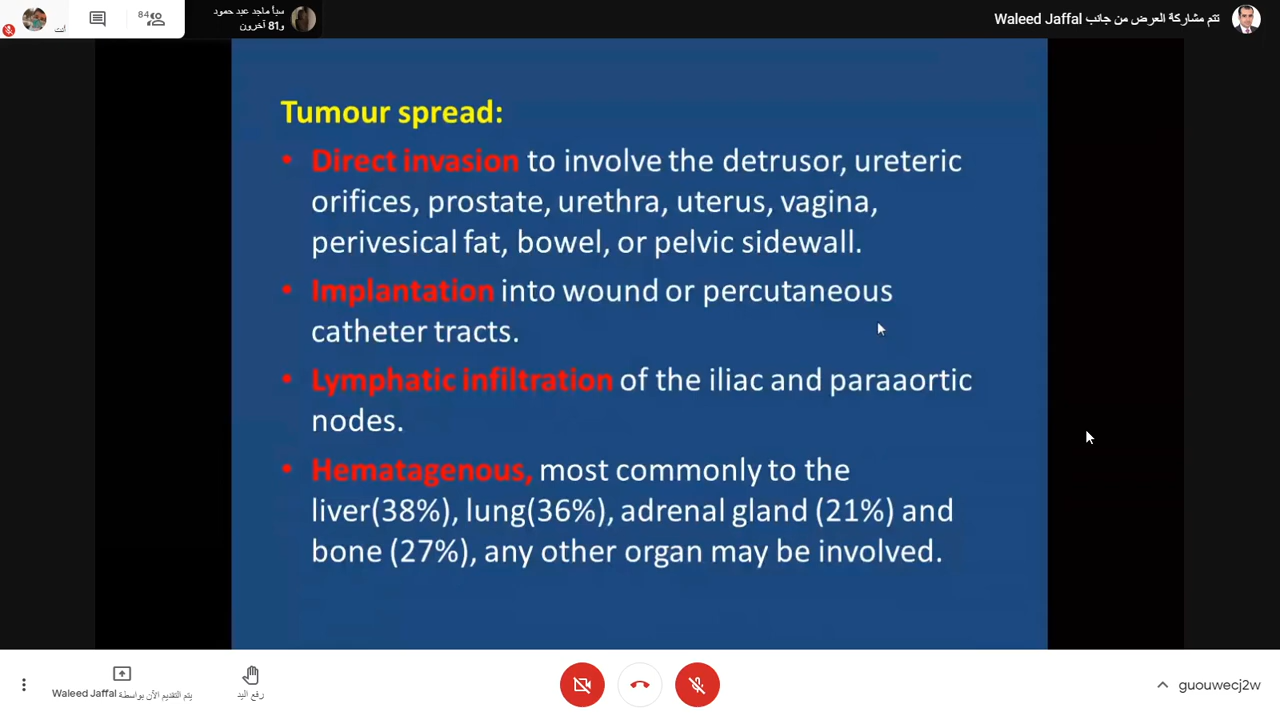 84
أنت
سبأ ماجد عبد حمود
و81 آخرون
تتم مشاركة العرض من جانب Waleed Jaffal
Tumour spread:
• Direct invasion to involve the detrusor, ureteric
orifices, prostate, urethra, uterus, vagina,
perivesical fat, bowel, or pelvic sidewall.
• Implantation into wound or percutaneous
catheter tracts.
• Lymphatic infiltration of the iliac and paraaortic
nodes.
• Hematagenous, most commonly to the
liver(38%), lung(36%), adrenal gland (21%) and
bone (27%), any other organ may be involved.
يتم التقديم الآن بواسطة Waleed Jaffal
رفع اليد
guouwecj2w